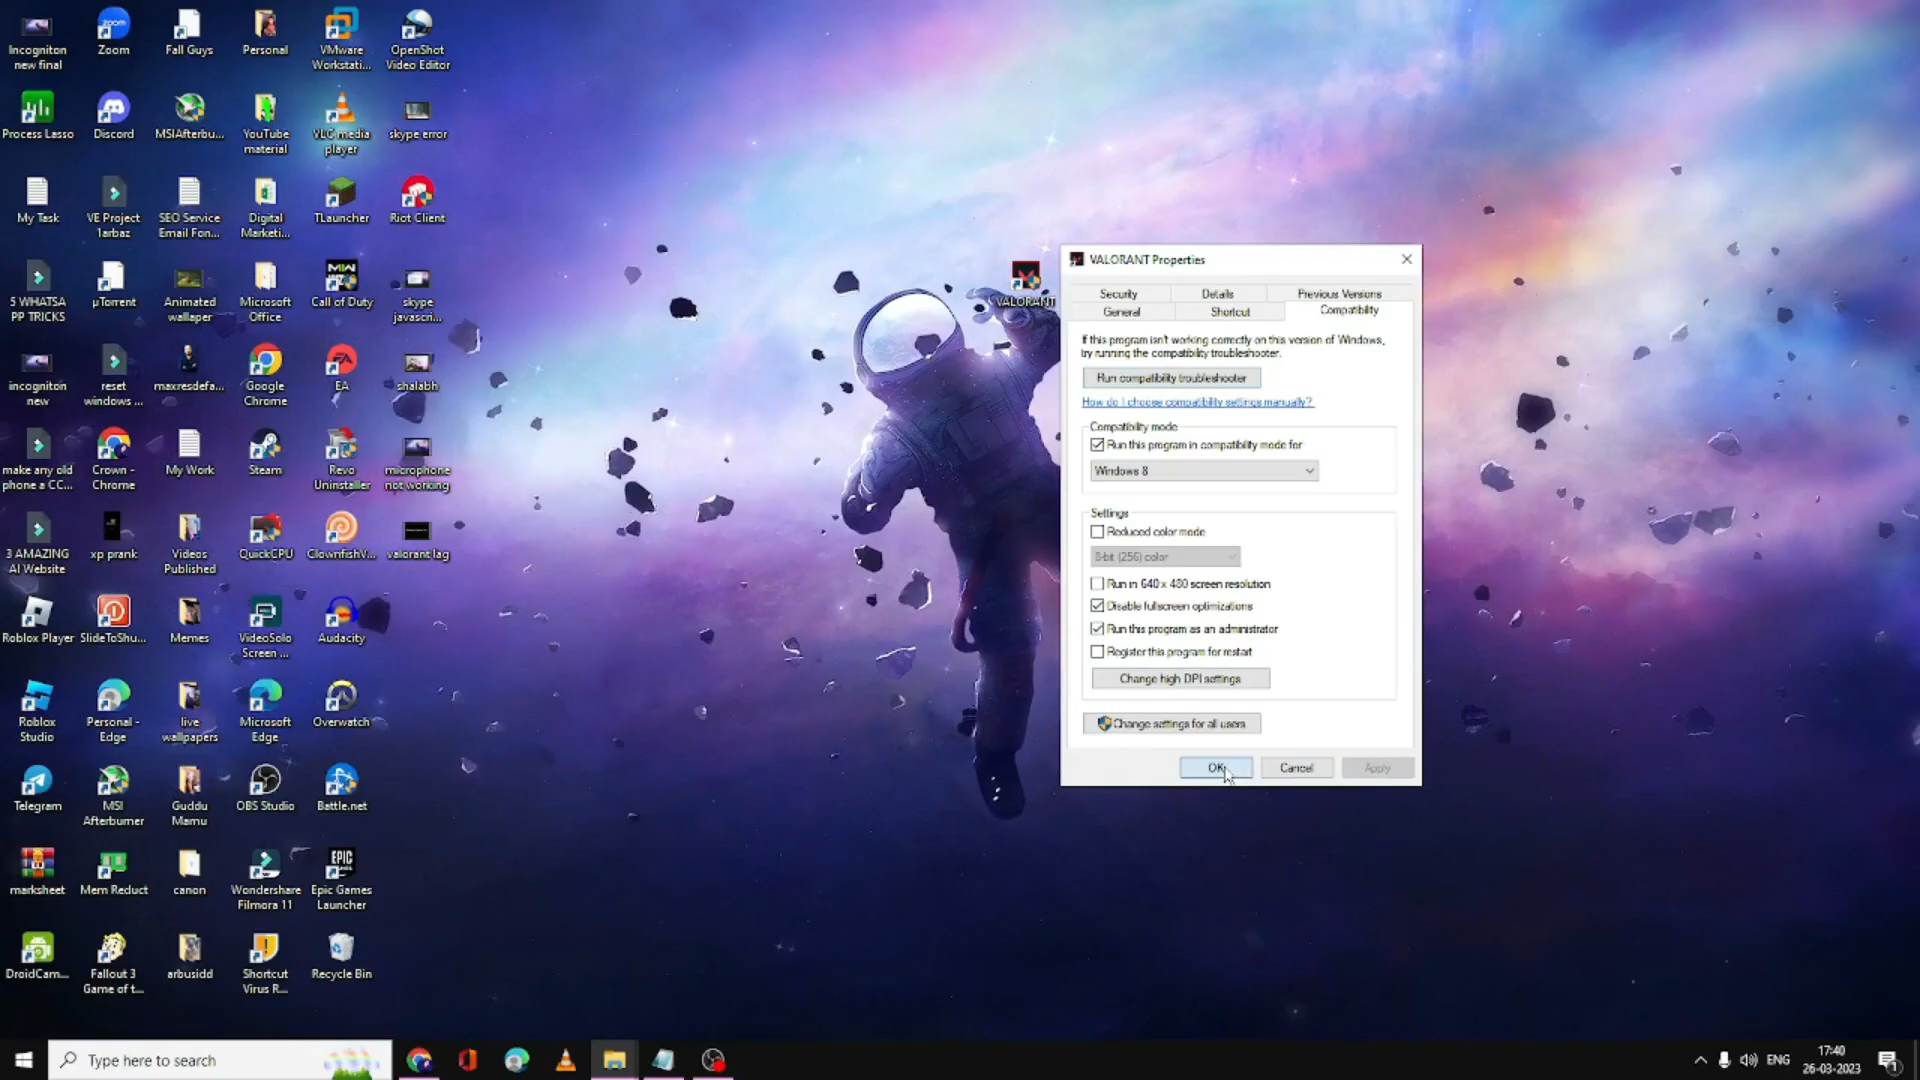 Incogniton
new final
Zoom
Fall Guys
Personal
VMware
Workstati...
OpenShot
Video Editor
Process Lasso
Discord
MSIAfterbu...
YouTube
material
VLC media
player
skype error
My Task
VE Project
1arbaz
SEO Service
Email Fon...
Digital
Marketi...
TLauncher
Riot Client
5 WHATSA
PP TRICKS
µTorrent
Animated
wallaper
Microsoft
Office
Call of Duty
skype
javascri...
incogniton
new
reset
windows ...
maxresdefa...
Google
Chrome
EA
shalabh
make any old
phone a CC...
Crown -
Chrome
My Work
Steam
Revo
Uninstaller
microphone
not working
3 AMAZING
AI Website
xp prank
Videos
Published
QuickCPU
ClownfishV...
valorant lag
Roblox Player
SlideToShu...
Memes
VideoSolo
Screen ...
Audacity
Roblox
Studio
Personal -
Edge
live
wallpapers
Microsoft
Edge
Overwatch
Telegram
MSI
Afterburner
Guddu
Mamu
OBS Studio
Battle.net
marksheet
Mem Reduct
canon
Wondershare
Filmora 11
EPIC
GAMES
Epic Games
Launcher
DroidCam...
Fallout 3
Game of t...
arbusidd
Shortcut
Virus R...
Recycle Bin
VALORANT
VALORANT Properties
Security
Details
Previous Versions
General
Shortcut
Compatibility
If this program isn't working correctly on this version of Windows,
try running the compatibility troubleshooter.
Run compatibility troubleshooter
How do I choose compatibility settings manually?
Compatibility mode
Run this program in compatibility mode for
Windows 8
Settings
Reduced color mode
8-bit (256) color
Run in 640 x 480 screen resolution
Disable fullscreen optimizations
Run this program as an administrator
Register this program for restart
Change high DPI settings
Change settings for all users
OK
Cancel
Apply
Type here to search
ENG
17:40
26-03-2023
1